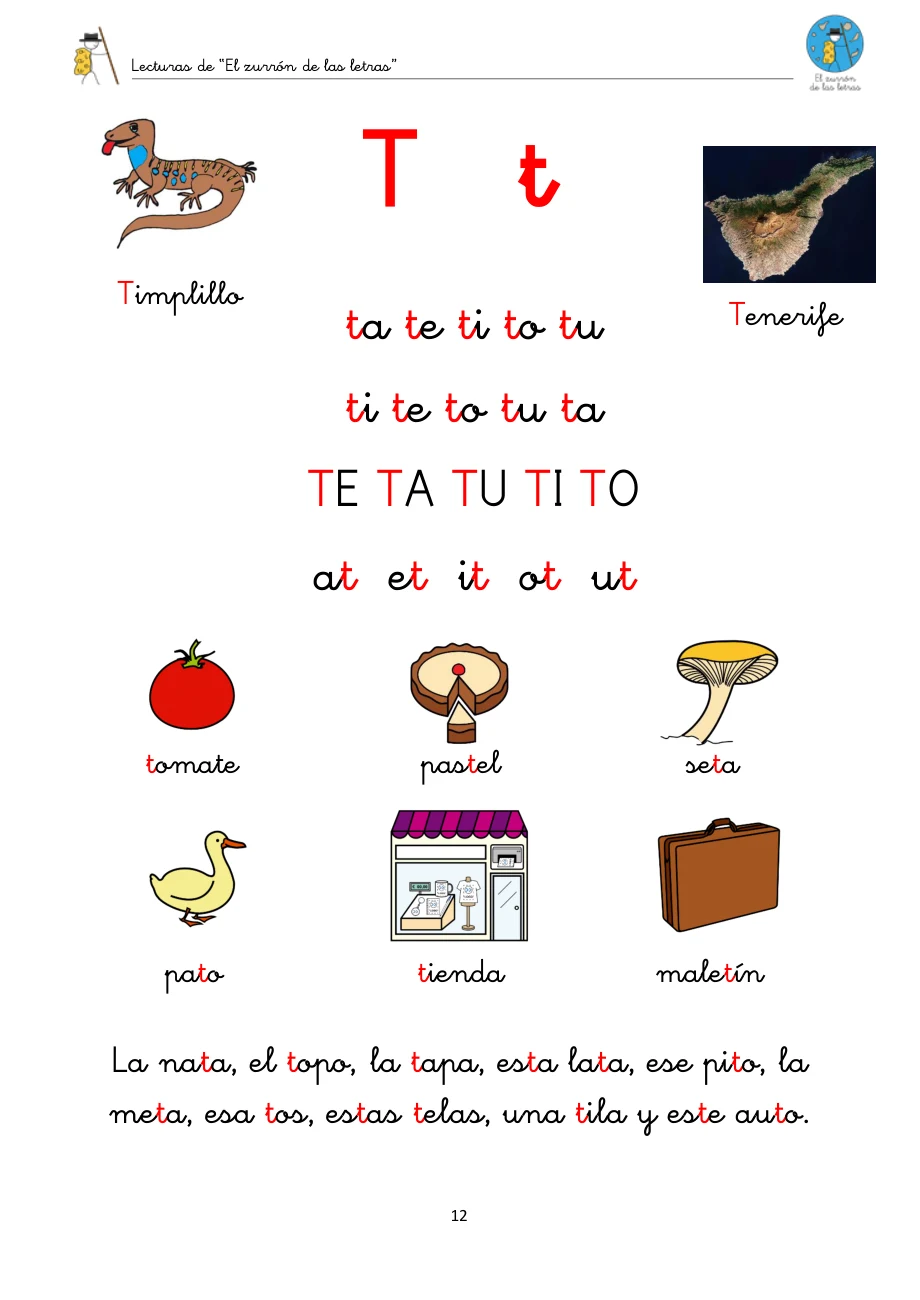 Lecturas de “El zurrón de las letras”
El zurrón
de las letras
T t
Timplillo
Tenerife
ta te ti to tu
ti te to tu ta
TE TA TU TI TO
at et it ot ut
tomate pastel seta
pato tienda maletín
La nata, el topo, la tapa, esta lata, ese pito, la
meta, esa tos, estas telas, una tila y este auto.
12